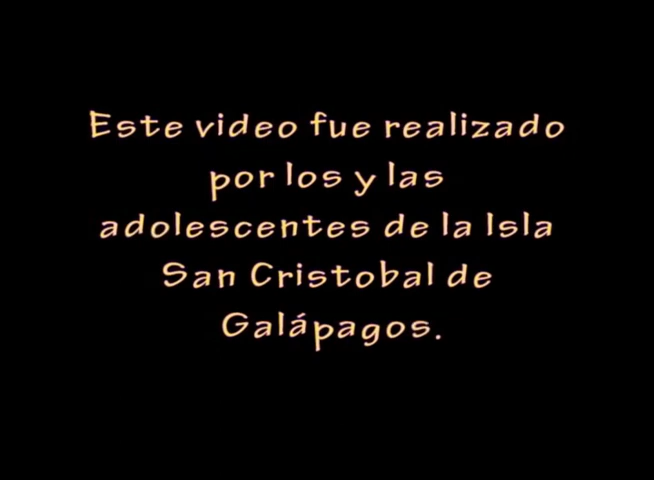 Este video fue realizado
por los y las
adolescentes de la Isla
San Cristobal de
Galápagos.